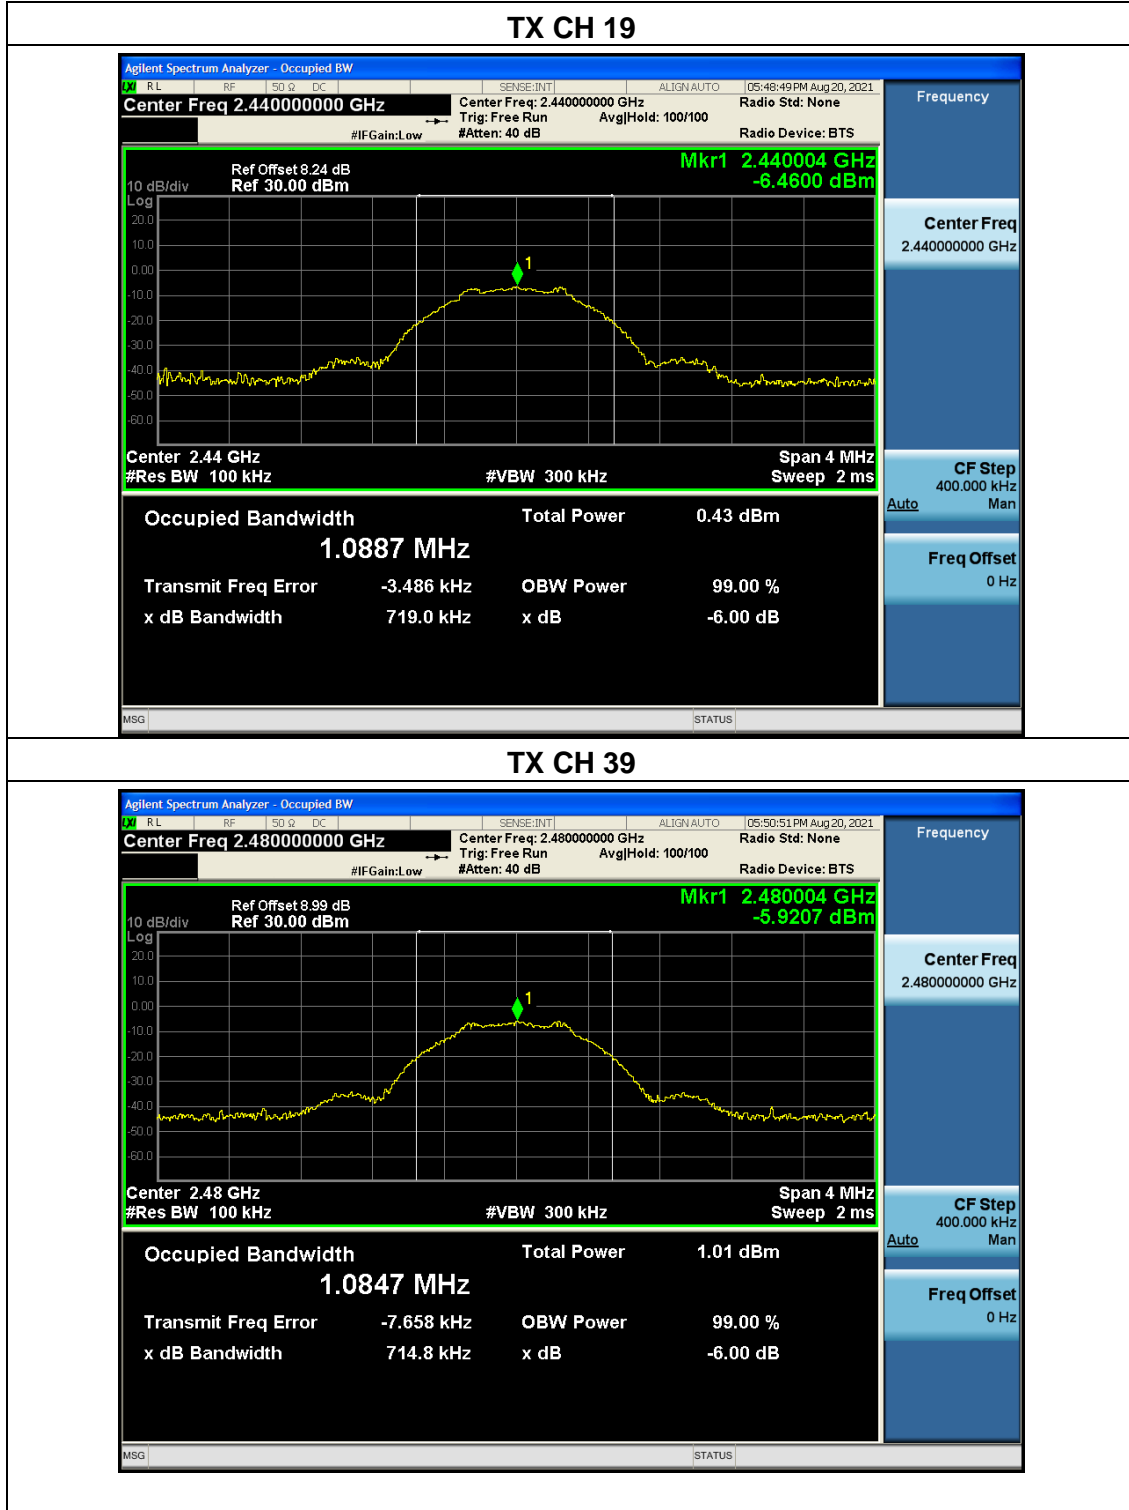 TX CH 19
Agilent Spectrum Analyzer - Occupied BW
LXI RL RF 50 Ω DC SENSE:INT ALIGN AUTO 05:48:49 PM Aug 20, 2021
Center Freq 2.440000000 GHz Center Freq: 2.440000000 GHz Radio Std: None Frequency
Trig: Free Run Avg|Hold: 100/100
#IFGain:Low #Atten: 40 dB Radio Device: BTS
Mkr1 2.440004 GHz
Ref Offset 8.24 dB -6.4600 dBm
10 dB/div Ref 30.00 dBm
Log
20.0
10.0
0.00
-10.0
-20.0
-30.0
-40.0
-50.0
-60.0
1
Center Freq
2.440000000 GHz
Center 2.44 GHz Span 4 MHz
#Res BW 100 kHz #VBW 300 kHz Sweep 2 ms
CF Step
400.000 kHz
Auto Man
Occupied Bandwidth Total Power 0.43 dBm
1.0887 MHz
Freq Offset
0 Hz
Transmit Freq Error -3.486 kHz OBW Power 99.00 %
x dB Bandwidth 719.0 kHz x dB -6.00 dB
MSG STATUS
TX CH 39
Agilent Spectrum Analyzer - Occupied BW
LXI RL RF 50 Ω DC SENSE:INT ALIGN AUTO 05:50:51 PM Aug 20, 2021
Center Freq 2.480000000 GHz Center Freq: 2.480000000 GHz Radio Std: None Frequency
Trig: Free Run Avg|Hold: 100/100
#IFGain:Low #Atten: 40 dB Radio Device: BTS
Mkr1 2.480004 GHz
Ref Offset 8.99 dB -5.9207 dBm
10 dB/div Ref 30.00 dBm
Log
20.0
10.0
0.00
-10.0
-20.0
-30.0
-40.0
-50.0
-60.0
1
Center Freq
2.480000000 GHz
Center 2.48 GHz Span 4 MHz
#Res BW 100 kHz #VBW 300 kHz Sweep 2 ms
CF Step
400.000 kHz
Auto Man
Occupied Bandwidth Total Power 1.01 dBm
1.0847 MHz
Freq Offset
0 Hz
Transmit Freq Error -7.658 kHz OBW Power 99.00 %
x dB Bandwidth 714.8 kHz x dB -6.00 dB
MSG STATUS